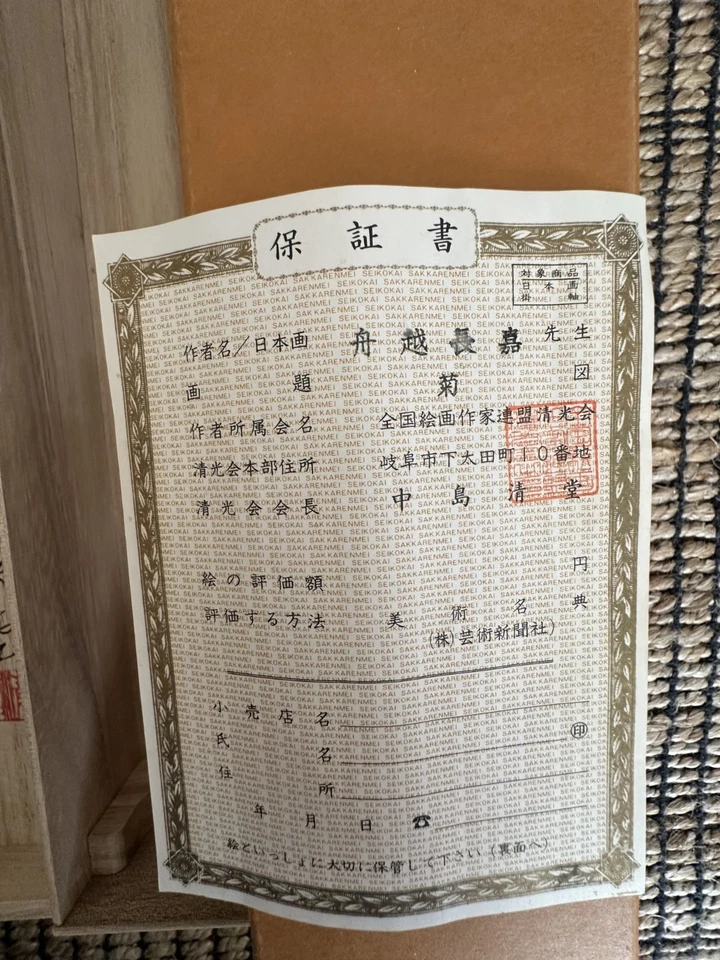 保証書
対象商品
日本画
掛軸
作者名/日本画 舟越長嘉先生
画題 菊図
作者所属会名 全国絵画作家連盟清光会
清光会本部住所 岐阜市下太田町10番地
清光会会長 中島清堂
絵の評価額 円
評価する方法 美術名典
(株)芸術新聞社)
小売店名
氏名 ㊞
住所
年月日 ☎
絵といっしょに大切に保管して下さい(裏面へ)
SEIKOKAI SAKKARENMEI